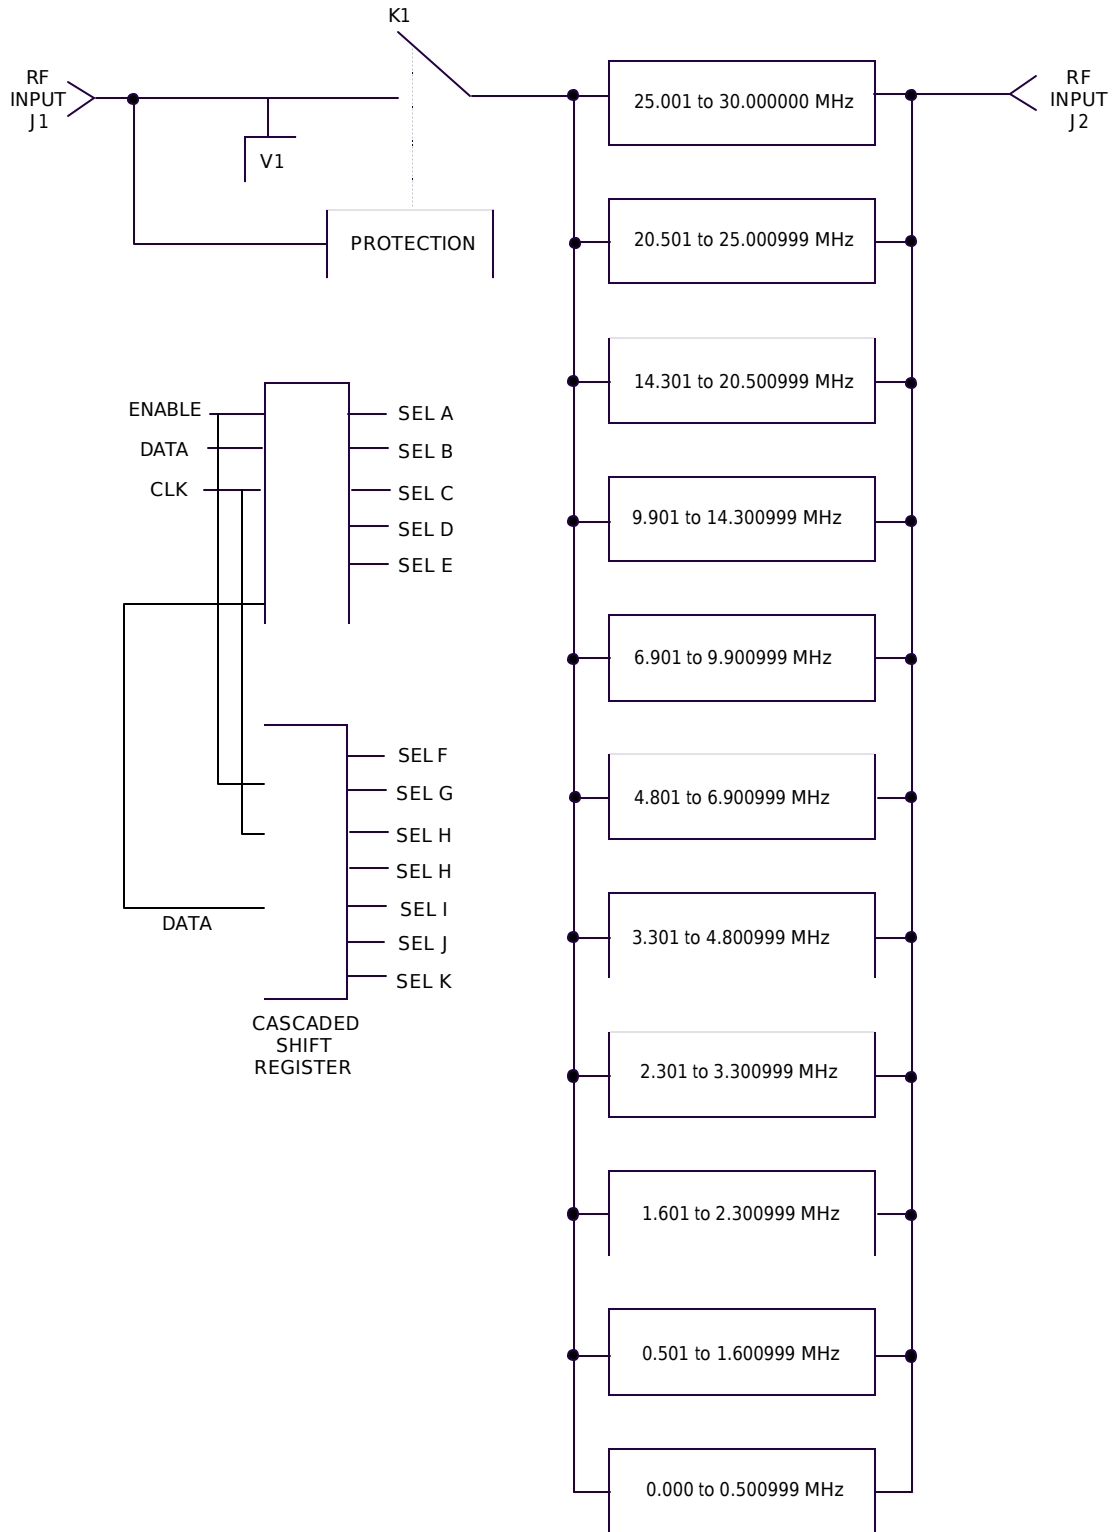 K1
RF
INPUT
J1
V1
PROTECTION
ENABLE
DATA
CLK
SEL A
SEL B
SEL C
SEL D
SEL E
SEL F
SEL G
SEL H
SEL H
SEL I
SEL J
SEL K
DATA
CASCADED
SHIFT
REGISTER
25.001 to 30.000000 MHz
20.501 to 25.000999 MHz
14.301 to 20.500999 MHz
9.901 to 14.300999 MHz
6.901 to 9.900999 MHz
4.801 to 6.900999 MHz
3.301 to 4.800999 MHz
2.301 to 3.300999 MHz
1.601 to 2.300999 MHz
0.501 to 1.600999 MHz
0.000 to 0.500999 MHz
RF
INPUT
J2